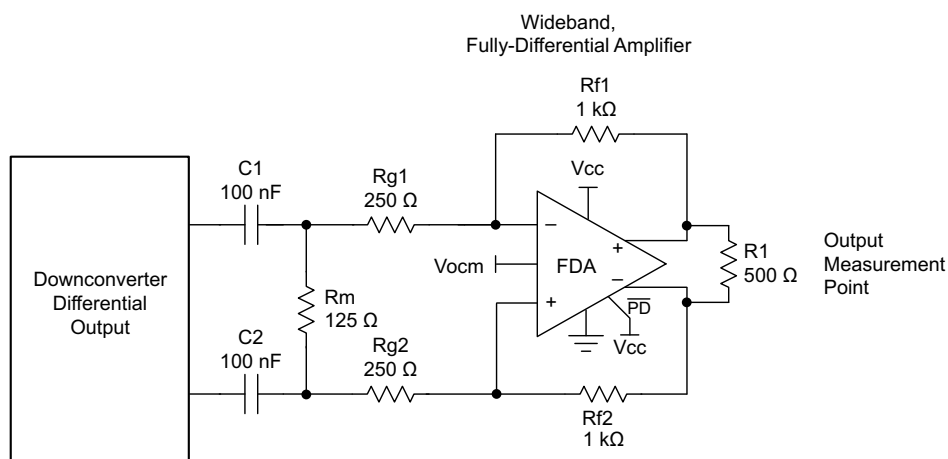 Wideband,
Fully-Differential Amplifier
Rf1
1 kΩ
C1
100 nF
Rg1
250 Ω
Vcc
Downconverter
Differential
Output
Rm
125 Ω
Vocm
FDA
−
+
+
−
PD
Vcc
R1
500 Ω
Output
Measurement
Point
C2
100 nF
Rg2
250 Ω
Rf2
1 kΩ